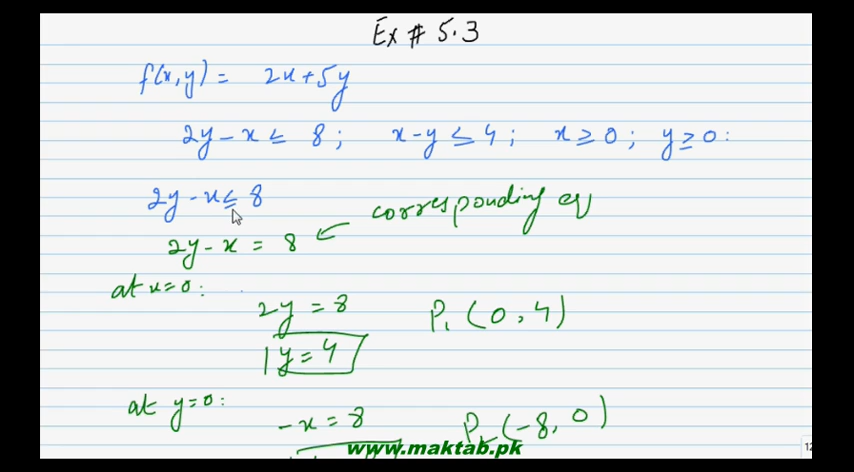 Ex # 5.3
f(x,y) = 2x+5y
2y-x ≤ 8 ; x-y ≤ 4 ; x ≥ 0 ; y ≥ 0 :
2y-x ≤ 8
corresponding eq
2y-x = 8
at x=0:
2y = 8
P₁ (0,4)
y = 4
at y=0:
-x = 8
P₂ (-8,0)
www.maktab.pk
12